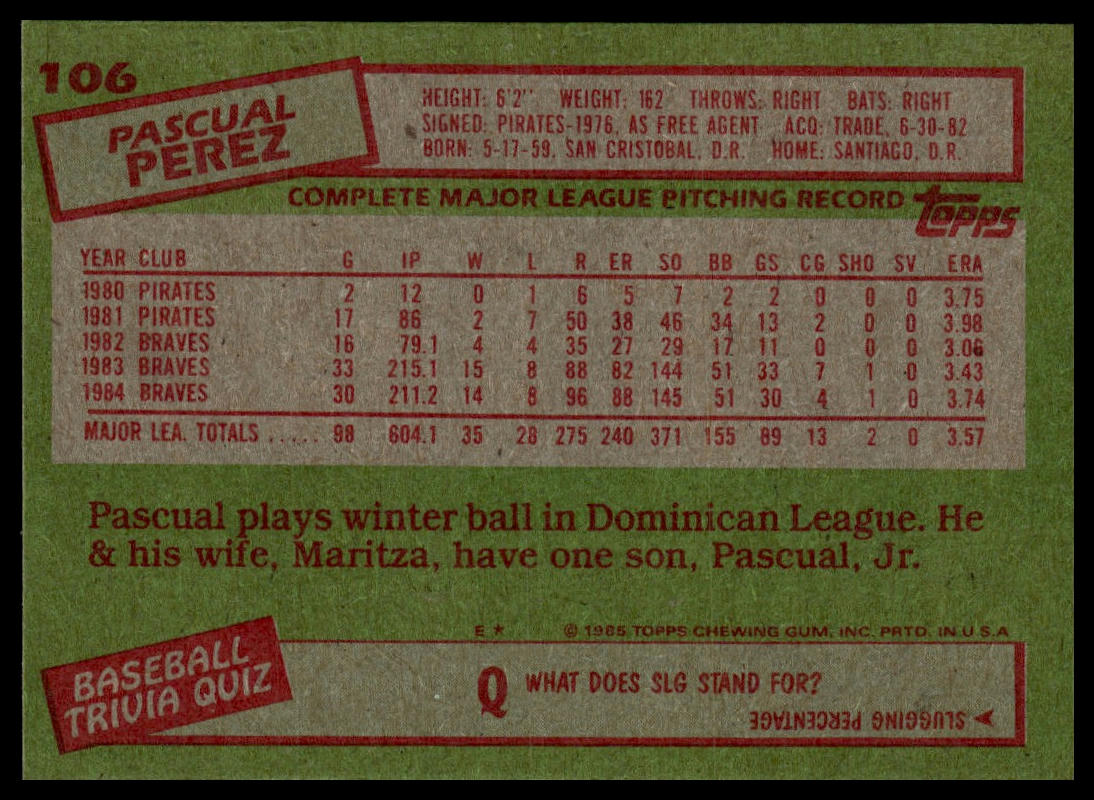 106
PASCUAL
PEREZ
HEIGHT: 6'2" WEIGHT: 162 THROWS: RIGHT BATS: RIGHT
SIGNED: PIRATES-1976, AS FREE AGENT ACQ: TRADE, 6-30-82
BORN: 5-17-59, SAN CRISTOBAL, D.R. HOME: SANTIAGO, D.R.
COMPLETE MAJOR LEAGUE PITCHING RECORD topps
YEAR CLUB G IP W L R ER SO BB GS CG SHO SV ERA
1980 PIRATES 2 12 0 1 6 5 7 2 2 0 0 0 3.75
1981 PIRATES 17 86 2 7 50 38 46 34 13 2 0 0 3.98
1982 BRAVES 16 79.1 4 4 35 27 29 17 11 0 0 0 3.06
1983 BRAVES 33 215.1 15 8 88 82 144 51 33 7 1 0 3.43
1984 BRAVES 30 211.2 14 8 96 88 145 51 30 4 1 0 3.74
MAJOR LEA. TOTALS ..... 98 604.1 35 28 275 240 371 155 89 13 2 0 3.57
Pascual plays winter ball in Dominican League. He
& his wife, Maritza, have one son, Pascual, Jr.
E * © 1985 TOPPS CHEWING GUM, INC. PRTD. IN U.S.A
BASEBALL
TRIVIA QUIZ
Q WHAT DOES SLG STAND FOR?
SLUGGING PERCENTAGE